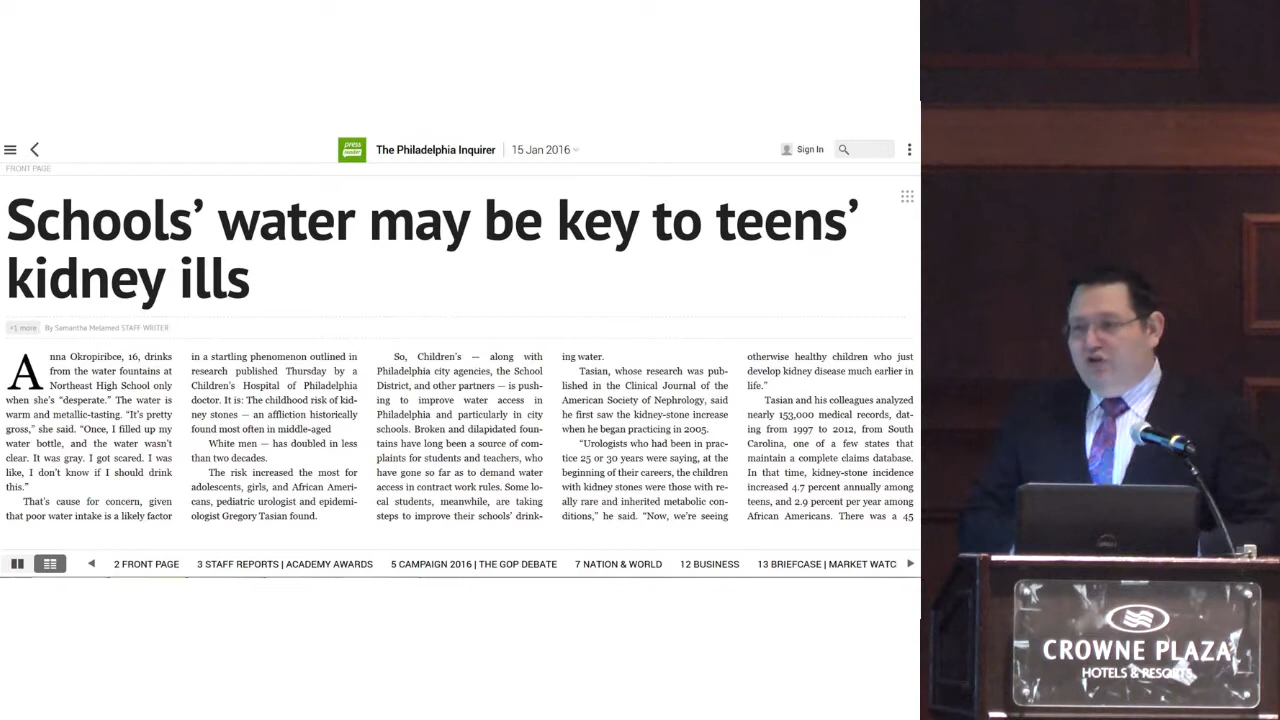 press
reader
The Philadelphia Inquirer
15 Jan 2016
Sign In
FRONT PAGE
Schools’ water may be key to teens’
kidney ills
+1 more
By Samantha Melamed STAFF WRITER
Anna Okropiribce, 16, drinks
from the water fountains at
Northeast High School only
when she’s “desperate.” The water is
warm and metallic-tasting. “It’s pretty
gross,” she said. “Once, I filled up my
water bottle, and the water wasn’t
clear. It was gray. I got scared. I was
like, I don’t know if I should drink
this.”
That’s cause for concern, given
that poor water intake is a likely factor
in a startling phenomenon outlined in
research published Thursday by a
Children’s Hospital of Philadelphia
doctor. It is: The childhood risk of kid-
ney stones — an affliction historically
found most often in middle-aged
White men — has doubled in less
than two decades.
The risk increased the most for
adolescents, girls, and African Ameri-
cans, pediatric urologist and epidemi-
ologist Gregory Tasian found.
So, Children’s — along with
Philadelphia city agencies, the School
District, and other partners — is push-
ing to improve water access in
Philadelphia and particularly in city
schools. Broken and dilapidated foun-
tains have long been a source of com-
plaints for students and teachers, who
have gone so far as to demand water
access in contract work rules. Some lo-
cal students, meanwhile, are taking
steps to improve their schools’ drink-
ing water.
Tasian, whose research was pub-
lished in the Clinical Journal of the
American Society of Nephrology, said
he first saw the kidney-stone increase
when he began practicing in 2005.
“Urologists who had been in prac-
tice 25 or 30 years were saying, at the
beginning of their careers, the children
with kidney stones were those with re-
ally rare and inherited metabolic con-
ditions,” he said. “Now, we’re seeing
otherwise healthy children who just
develop kidney disease much earlier in
life.”
Tasian and his colleagues analyzed
nearly 153,000 medical records, dat-
ing from 1997 to 2012, from South
Carolina, one of a few states that
maintain a complete claims database.
In that time, kidney-stone incidence
increased 4.7 percent annually among
teens, and 2.9 percent per year among
African Americans. There was a 45
2 FRONT PAGE
3 STAFF REPORTS | ACADEMY AWARDS
5 CAMPAIGN 2016 | THE GOP DEBATE
7 NATION & WORLD
12 BUSINESS
13 BRIEFCASE | MARKET WATC
CROWNE PLAZA
HOTELS & RESORTS